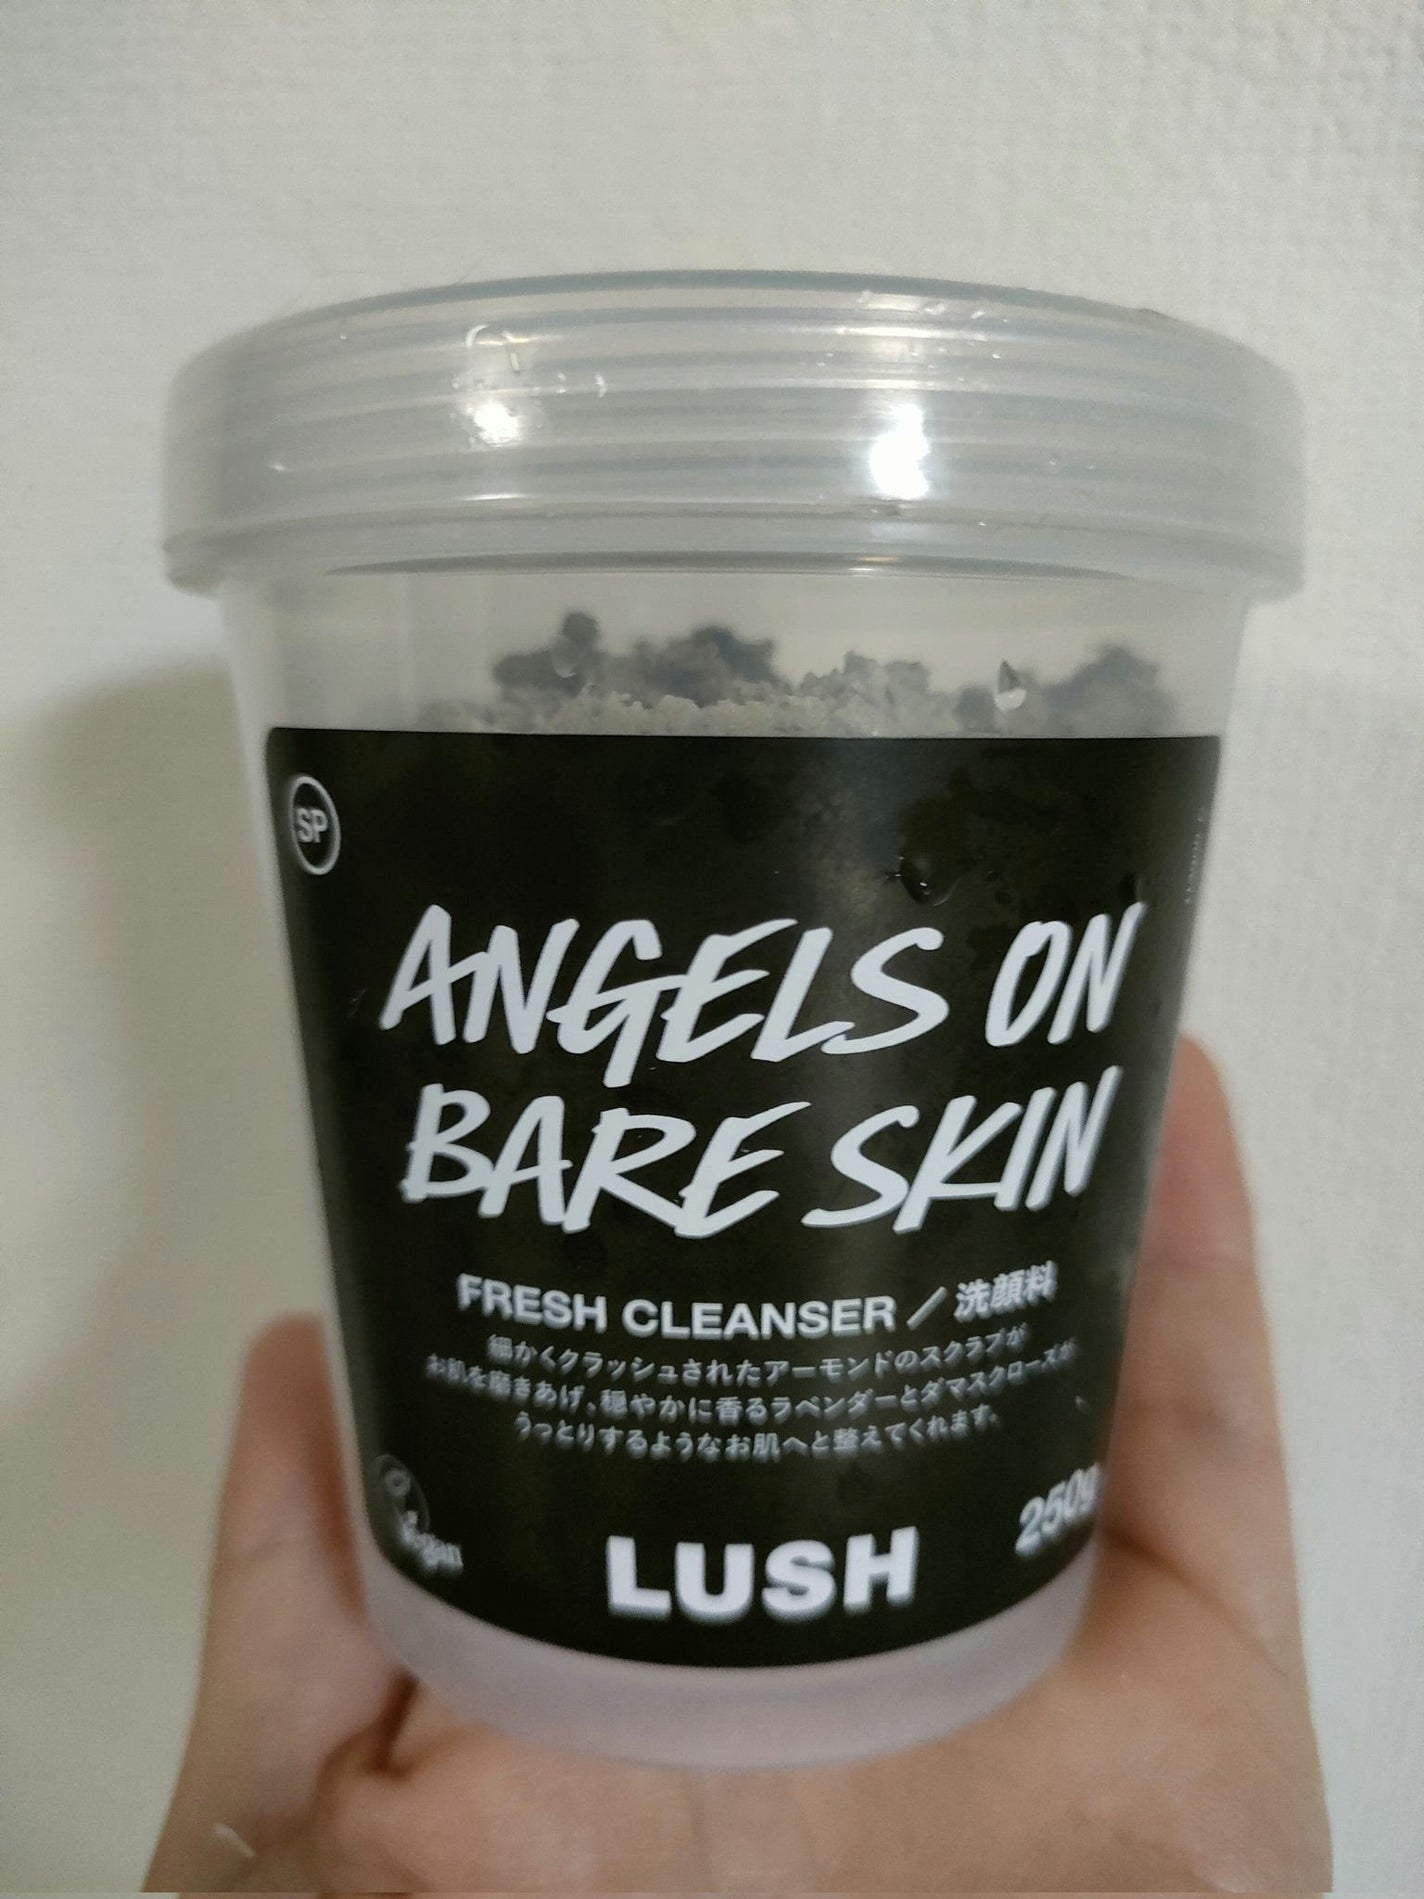 SP
ANGELS ON
BARE SKIN
FRESH CLEANSER／洗顔料
細かくクラッシュされたアーモンドのスクラブが
お肌を磨きあげ、穏やかに香るラベンダーとダマスクローズが
うっとりするようなお肌へと整えてくれます。
Vegan
250g
LUSH